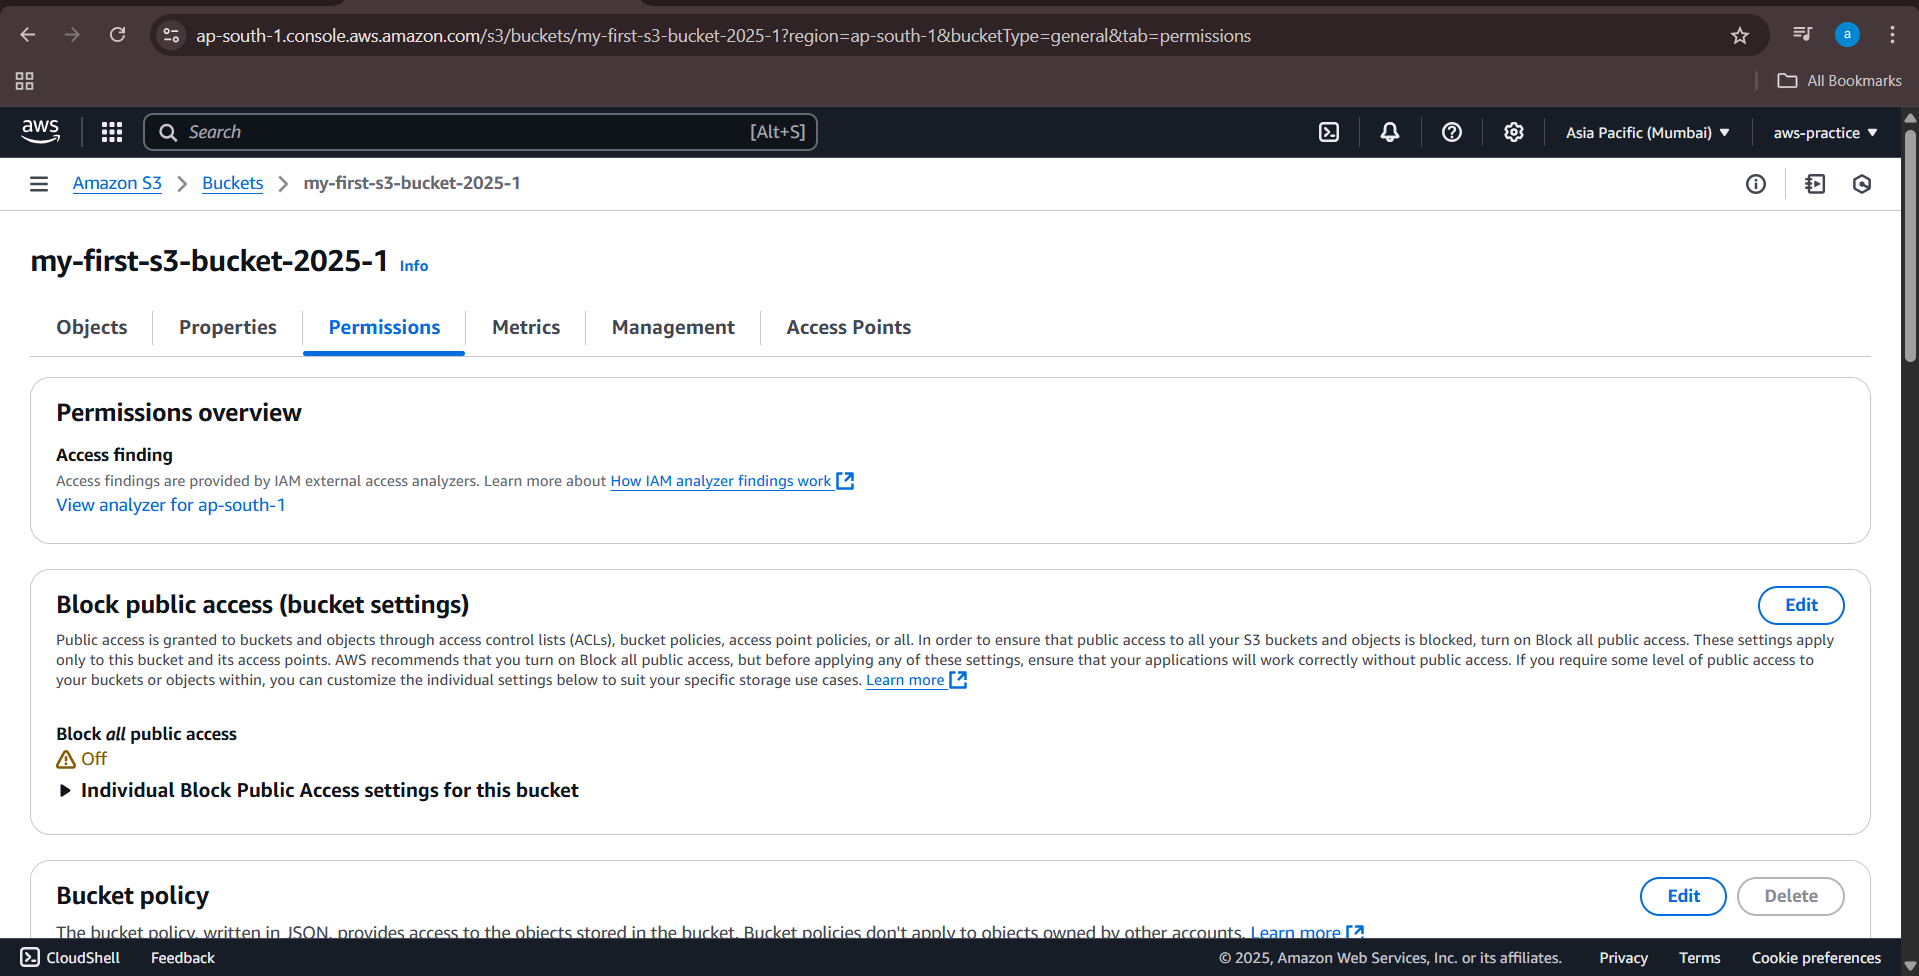 ap-south-1.console.aws.amazon.com/s3/buckets/my-first-s3-bucket-2025-1?region=ap-south-1&bucketType=general&tab=permissions
a
All Bookmarks
aws
Search
[Alt+S]
Asia Pacific (Mumbai)
aws-practice
Amazon S3
Buckets
my-first-s3-bucket-2025-1
my-first-s3-bucket-2025-1 Info
Objects
Properties
Permissions
Metrics
Management
Access Points
Permissions overview
Access finding
Access findings are provided by IAM external access analyzers. Learn more about How IAM analyzer findings work
View analyzer for ap-south-1
Block public access (bucket settings)
Edit
Public access is granted to buckets and objects through access control lists (ACLs), bucket policies, access point policies, or all. In order to ensure that public access to all your S3 buckets and objects is blocked, turn on Block all public access. These settings apply
only to this bucket and its access points. AWS recommends that you turn on Block all public access, but before applying any of these settings, ensure that your applications will work correctly without public access. If you require some level of public access to
your buckets or objects within, you can customize the individual settings below to suit your specific storage use cases. Learn more
Block all public access
Off
Individual Block Public Access settings for this bucket
Bucket policy
Edit
Delete
The bucket policy, written in JSON, provides access to the objects stored in the bucket. Bucket policies don't apply to objects owned by other accounts. Learn more
CloudShell
Feedback
© 2025, Amazon Web Services, Inc. or its affiliates.
Privacy
Terms
Cookie preferences